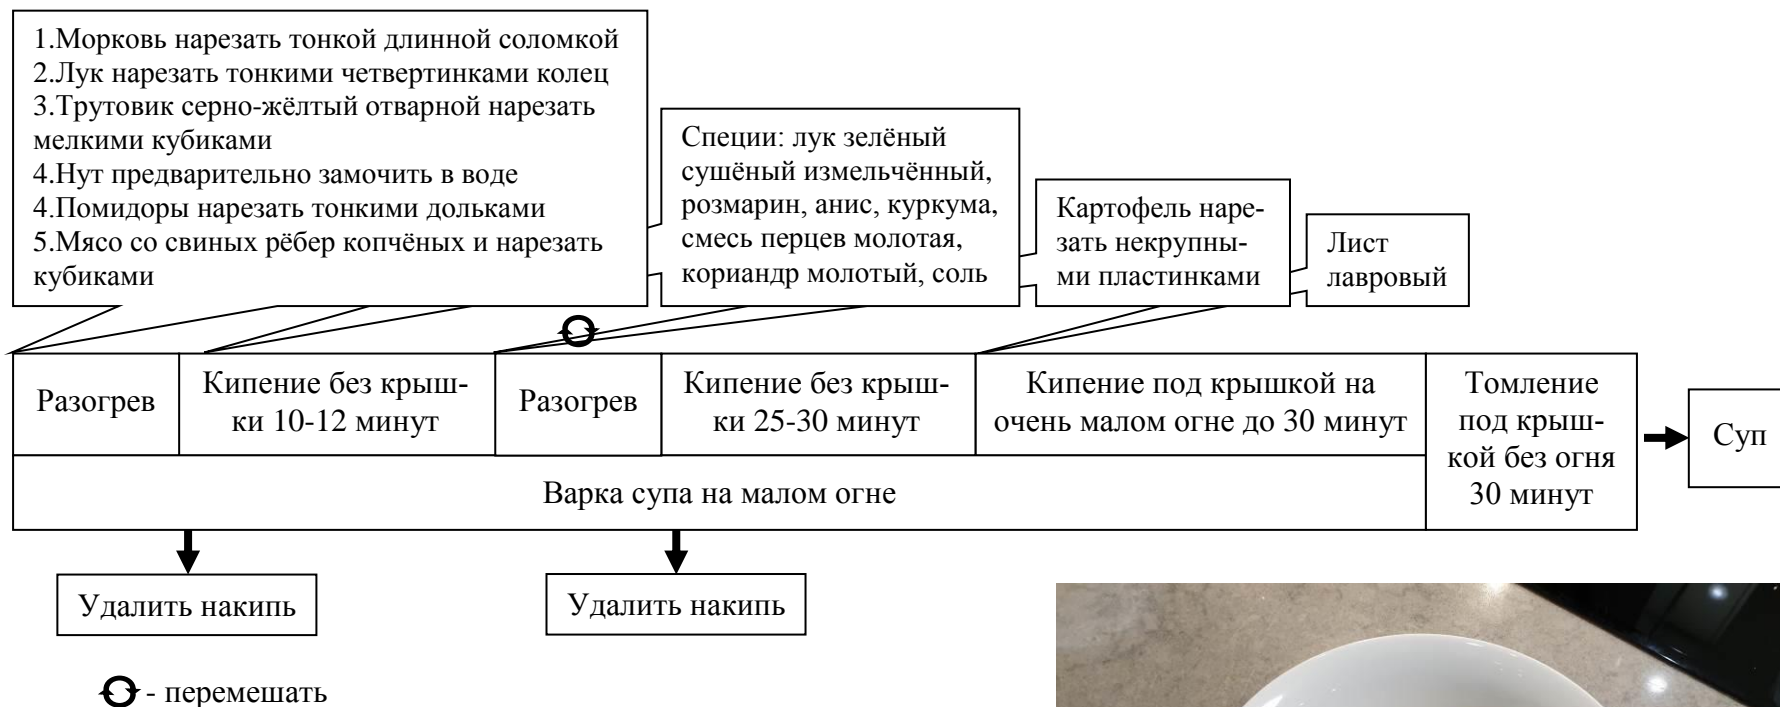 1.Морковь нарезать тонкой длинной соломкой
2.Лук нарезать тонкими четвертинками колец
3.Трутовик серно-жёлтый отварной нарезать
мелкими кубиками
4.Нут предварительно замочить в воде
4.Помидоры нарезать тонкими дольками
5.Мясо со свиных рёбер копчёных и нарезать
кубиками
Специи: лук зелёный
сушёный измельчённый,
розмарин, анис, куркума,
смесь перцев молотая,
кориандр молотый, соль
Картофель наре-
зать некрупны-
ми пластинками
Лист
лавровый
Разогрев
Кипение без крыш-
ки 10-12 минут
Разогрев
Кипение без крыш-
ки 25-30 минут
Кипение под крышкой на
очень малом огне до 30 минут
Томление
под крыш-
кой без огня
30 минут
Суп
Варка супа на малом огне
Удалить накипь
Удалить накипь
- перемешать